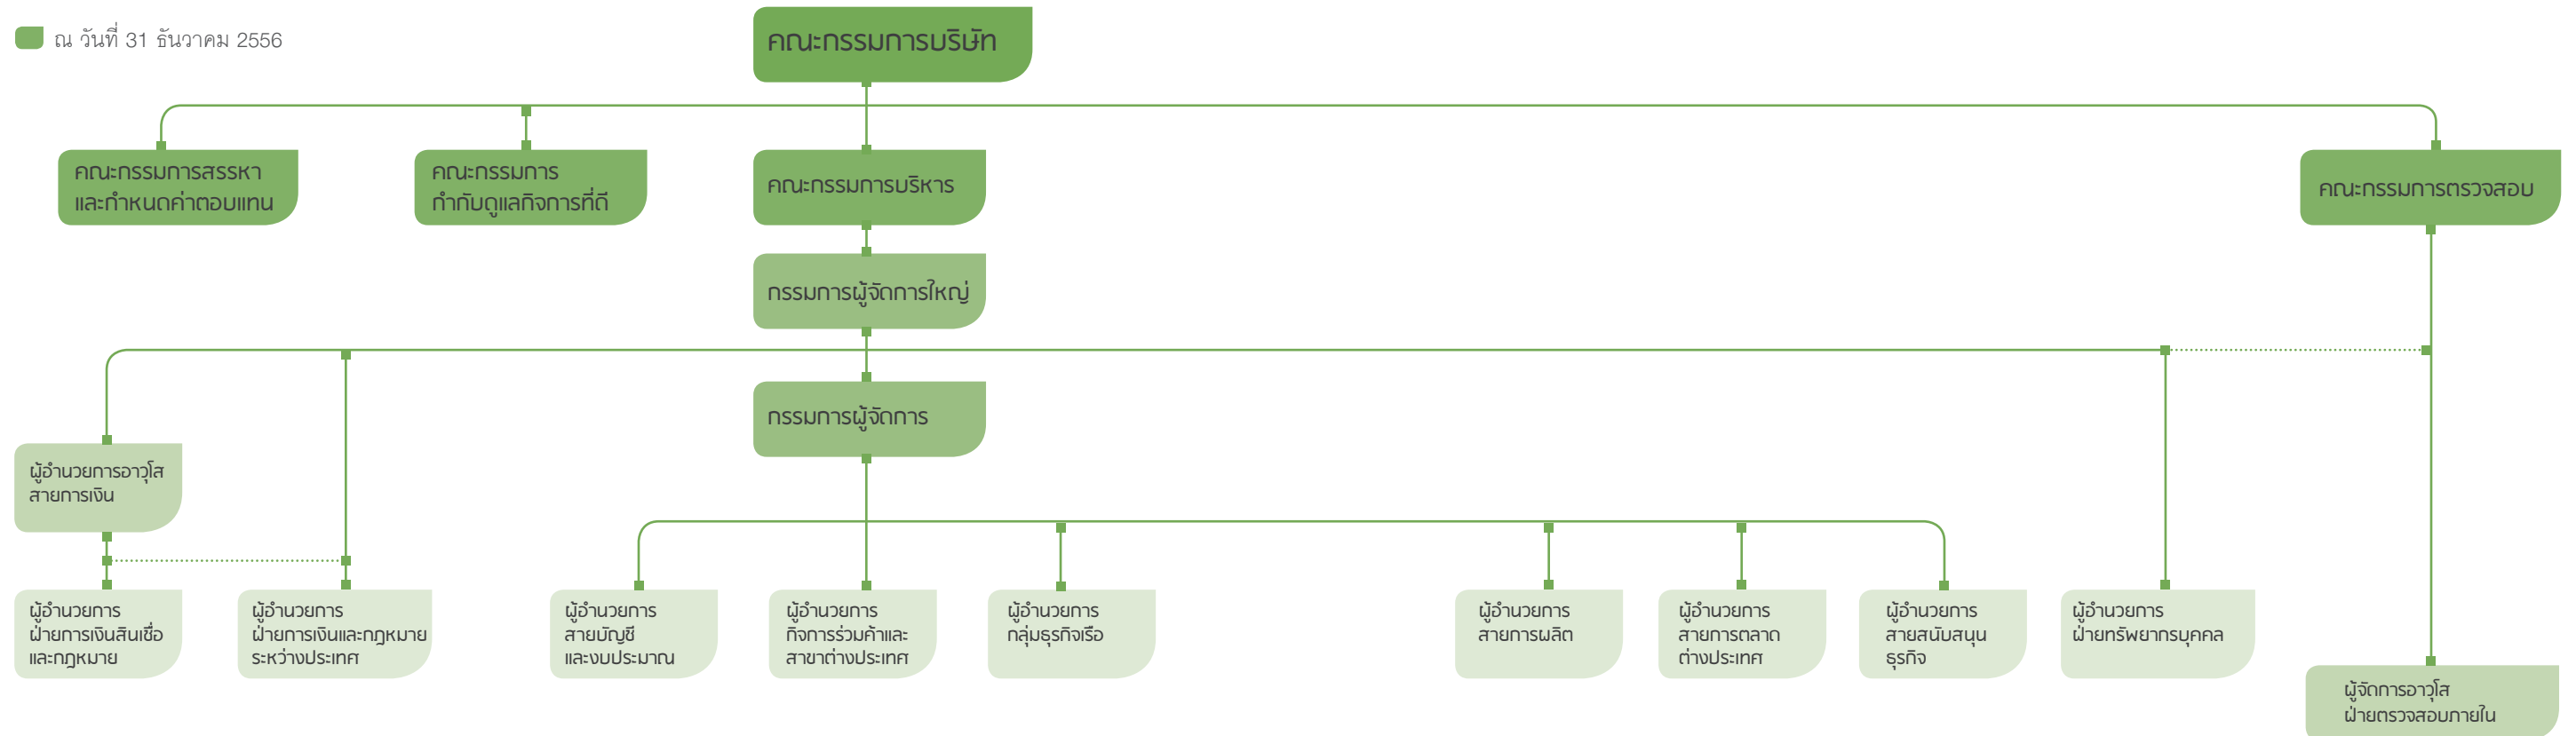 ณ วันที่ 31 ธันวาคม 2556
คณะกรรมการบริษัท
คณะกรรมการสรรหา
และกำหนดค่าตอบแทน
คณะกรรมการ
กำกับดูแลกิจการที่ดี
คณะกรรมการบริหาร
คณะกรรมการตรวจสอบ
กรรมการผู้จัดการใหญ่
กรรมการผู้จัดการ
ผู้อำนวยการอาวุโส
สายการเงิน
ผู้อำนวยการ
ฝ่ายการเงินสินเชื่อ
และกฎหมาย
ผู้อำนวยการ
ฝ่ายการเงินและกฎหมาย
ระหว่างประเทศ
ผู้อำนวยการ
สายบัญชี
และงบประมาณ
ผู้อำนวยการ
กิจการร่วมค้าและ
สาขาต่างประเทศ
ผู้อำนวยการ
กลุ่มธุรกิจเรือ
ผู้อำนวยการ
สายการผลิต
ผู้อำนวยการ
สายการตลาด
ต่างประเทศ
ผู้อำนวยการ
สายสนับสนุน
ธุรกิจ
ผู้อำนวยการ
ฝ่ายทรัพยากรบุคคล
ผู้จัดการอาวุโส
ฝ่ายตรวจสอบภายใน